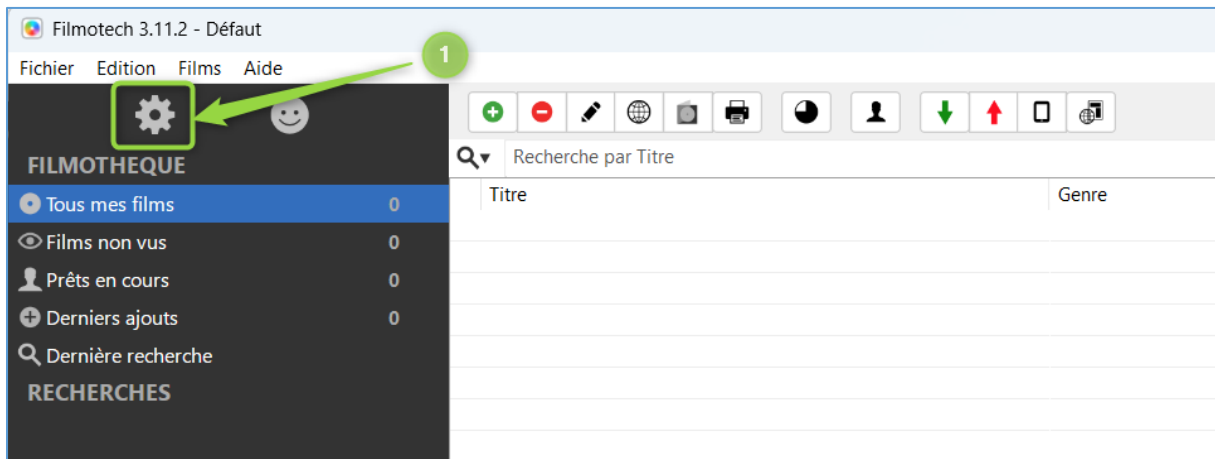 Filmotech 3.11.2 - Défaut
Fichier Edition Films Aide
1
FILMOTHEQUE
Recherche par Titre
Titre Genre
Tous mes films 0
Films non vus 0
Prêts en cours 0
Derniers ajouts 0
Dernière recherche
RECHERCHES